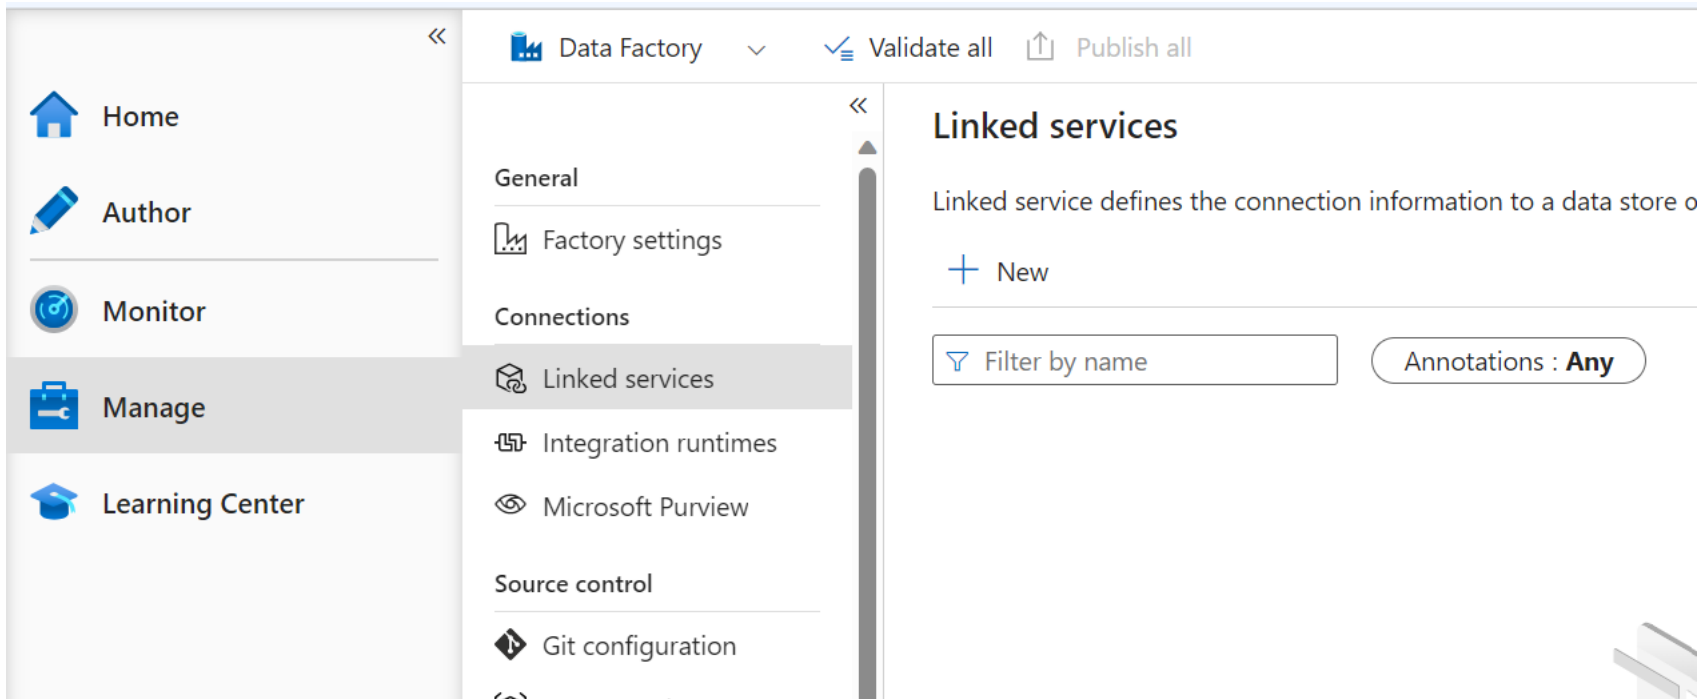 Home
Author
Monitor
Manage
Learning Center
Data Factory
Validate all
Publish all
General
Factory settings
Connections
Linked services
Integration runtimes
Microsoft Purview
Source control
Git configuration
Linked services
Linked service defines the connection information to a data store o
New
Filter by name
Annotations : Any